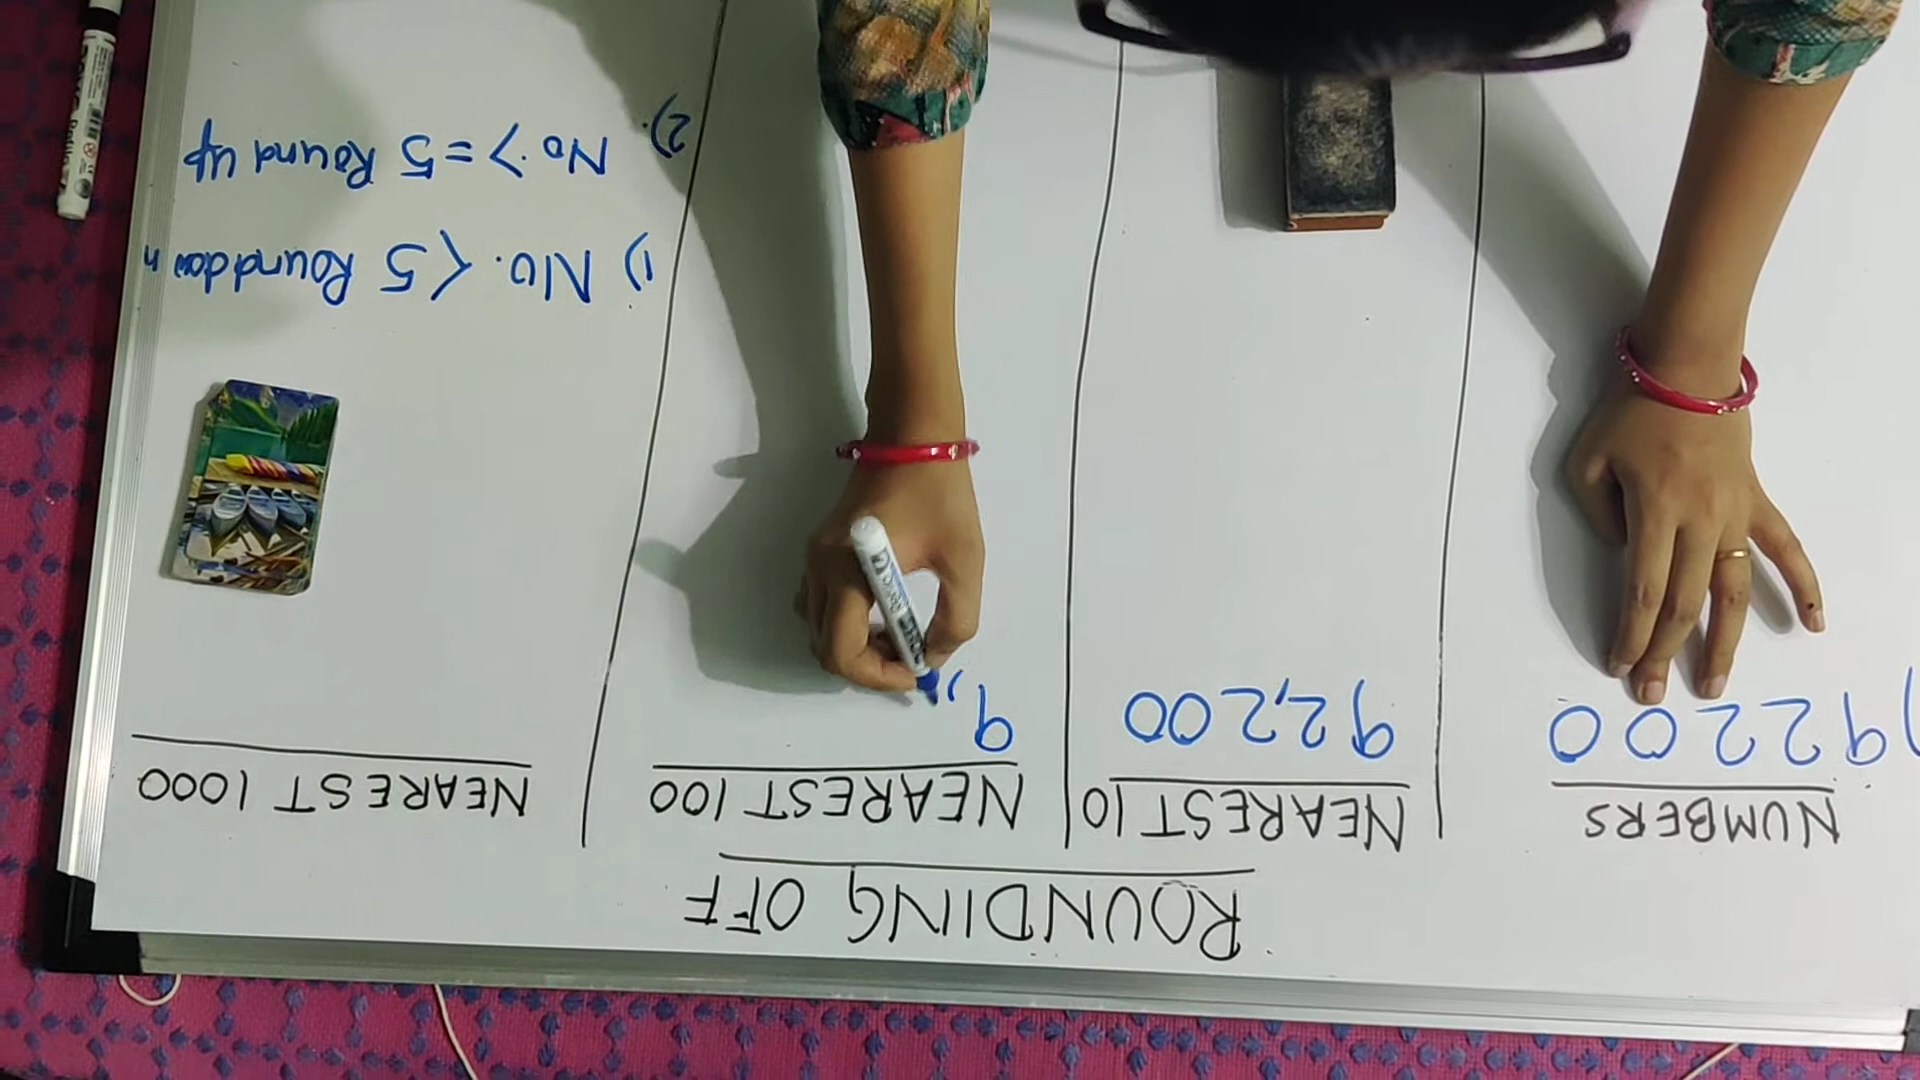 ROUNDING OFF
NUMBERS
NEAREST 10
NEAREST 100
NEAREST 1000
1) 92200
92,200
9,
1) No. < 5 Round down
2) No. > = 5 Round up